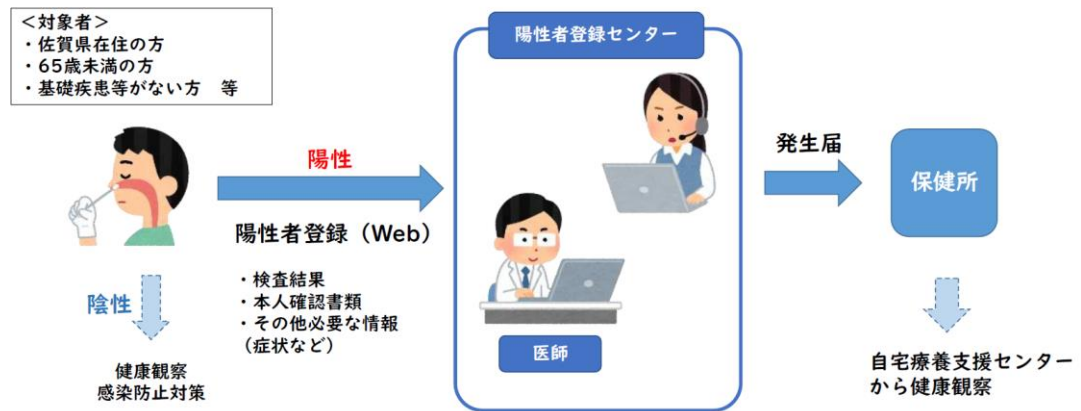 <対象者>
・佐賀県在住の方
・65歳未満の方
・基礎疾患等がない方　等
陽性者登録センター
陽性
陽性者登録（Web）
・検査結果
・本人確認書類
・その他必要な情報
（症状など）
陰性
健康観察
感染防止対策
医師
発生届
保健所
自宅療養支援センター
から健康観察